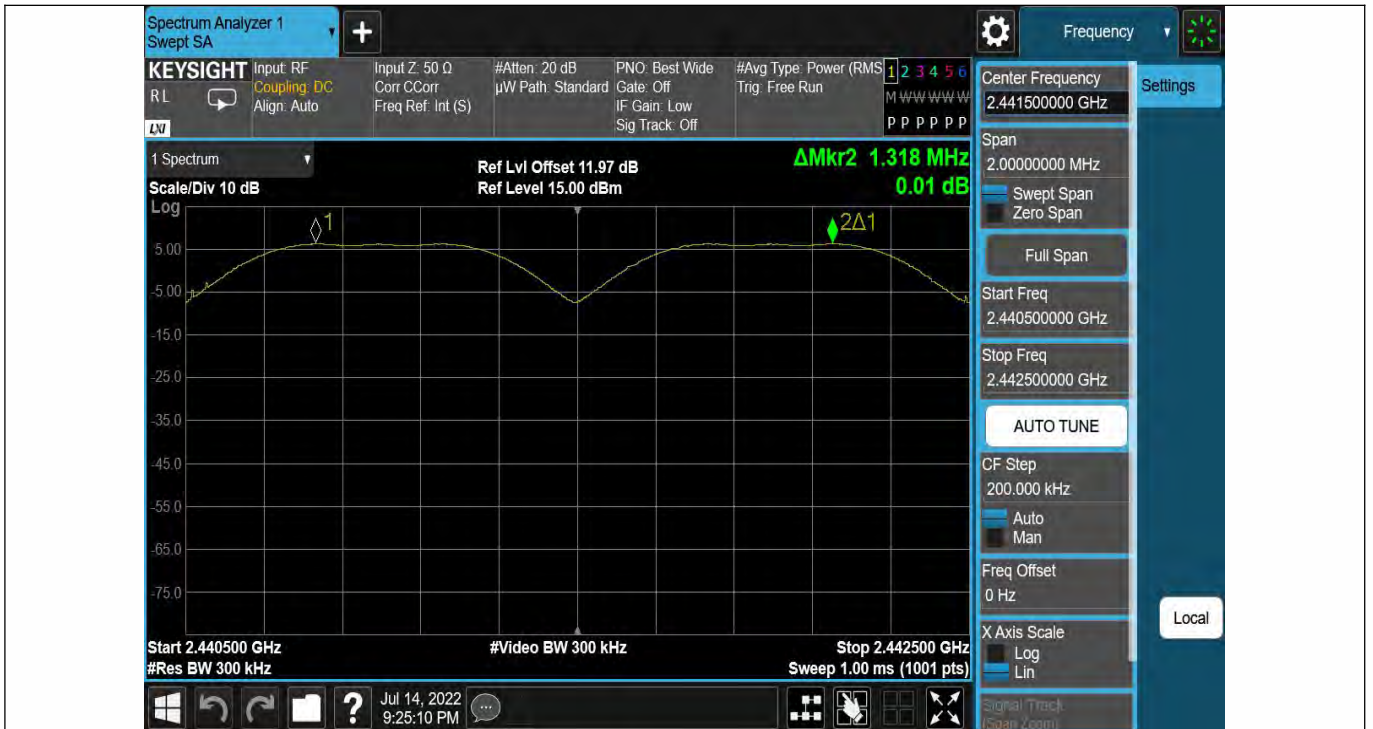 Spectrum Analyzer 1
Swept SA
+
Frequency
KEYSIGHT
R L
LXI
Input: RF
Coupling: DC
Align: Auto
Input Z: 50 Ω
Corr CCorr
Freq Ref: Int (S)
#Atten: 20 dB
µW Path: Standard
PNO: Best Wide
Gate: Off
IF Gain: Low
Sig Track: Off
#Avg Type: Power (RMS
Trig: Free Run
1 2 3 4 5 6
M W W W W W
P P P P P P
1 Spectrum
Scale/Div 10 dB
Log
Ref Lvl Offset 11.97 dB
Ref Level 15.00 dBm
ΔMkr2 1.318 MHz
0.01 dB
1
2Δ1
5.00
-5.00
-15.0
-25.0
-35.0
-45.0
-55.0
-65.0
-75.0
Start 2.440500 GHz
#Res BW 300 kHz
#Video BW 300 kHz
Stop 2.442500 GHz
Sweep 1.00 ms (1001 pts)
?
Jul 14, 2022
9:25:10 PM
Center Frequency
2.441500000 GHz
Settings
Span
2.00000000 MHz
Swept Span
Zero Span
Full Span
Start Freq
2.440500000 GHz
Stop Freq
2.442500000 GHz
AUTO TUNE
CF Step
200.000 kHz
Auto
Man
Freq Offset
0 Hz
X Axis Scale
Log
Lin
Signal Track
(Span Zoom)
Local